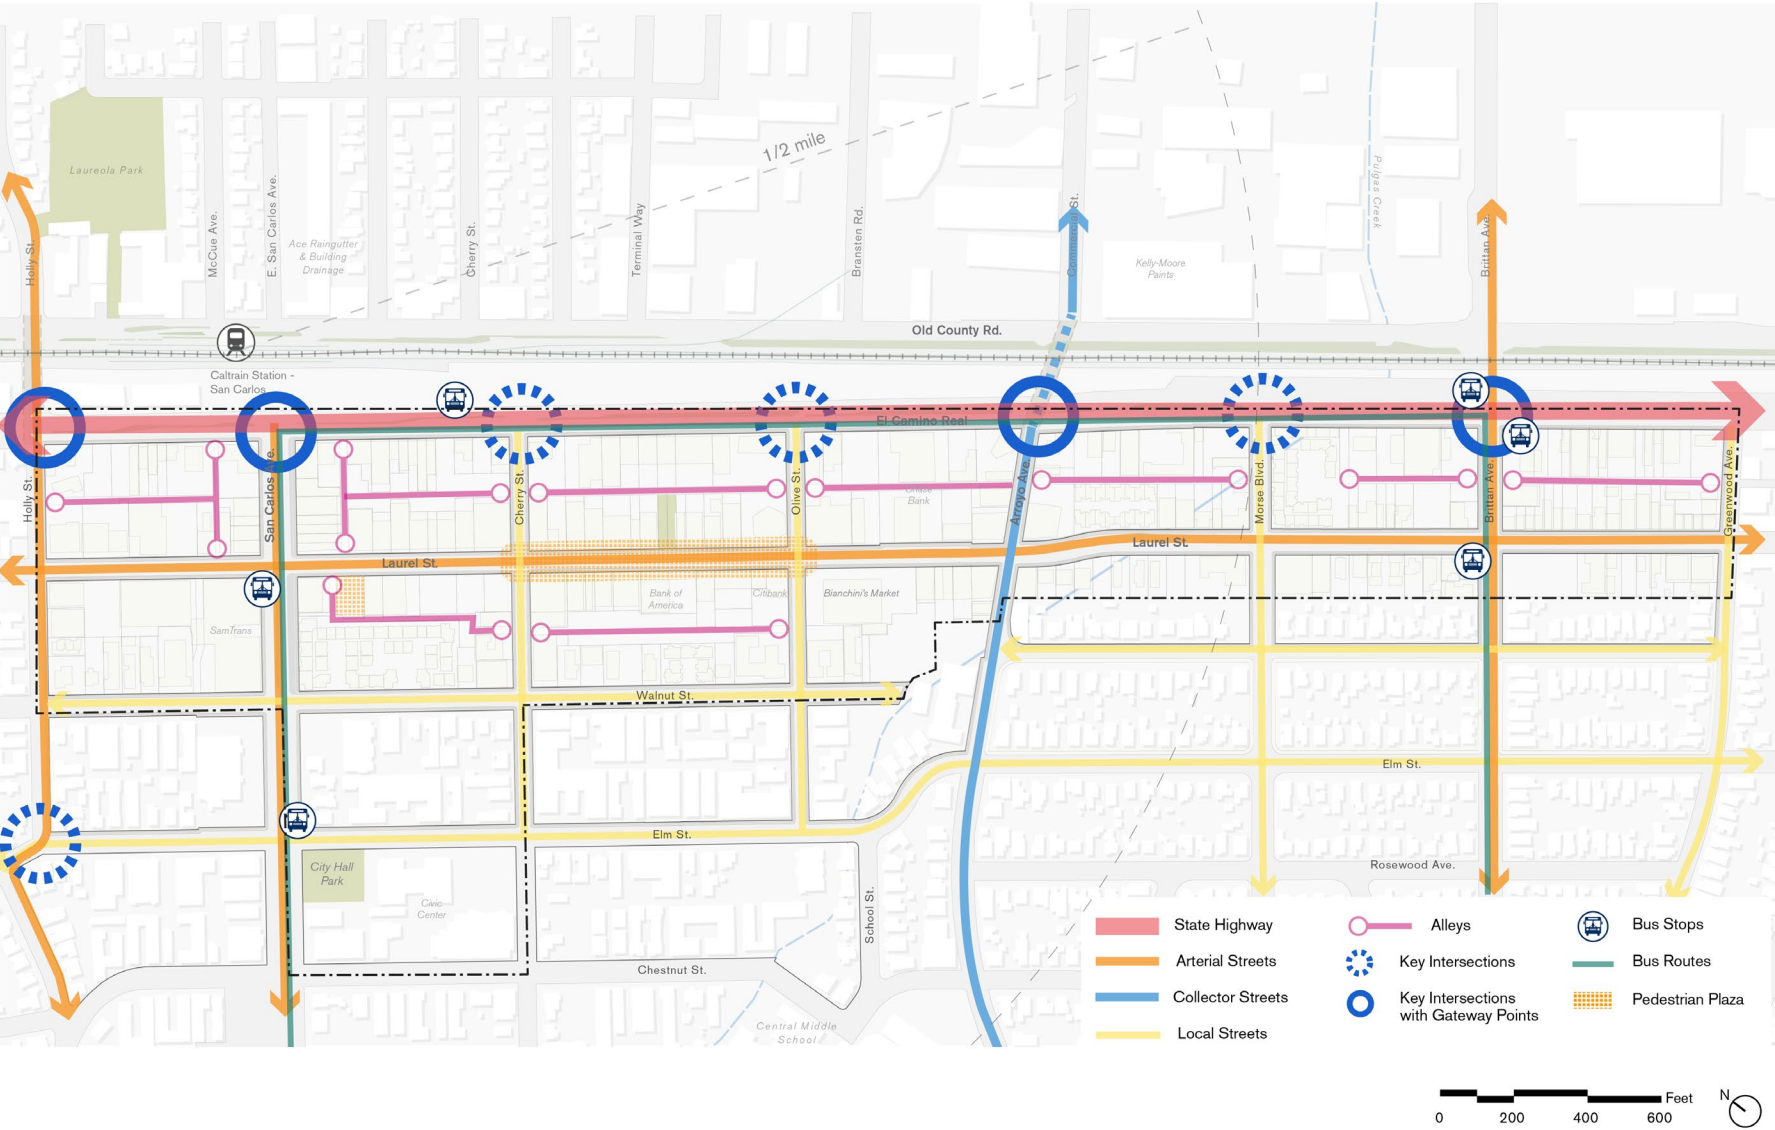 Laureola Park
1/2 mile
Holly St.
McCue Ave.
E. San Carlos Ave.
Ace Raingutter
& Building
Drainage
Cherry St.
Terminal Way
Bransten Rd.
Commercial St.
Kelly-Moore
Paints
Pulgas Creek
Brittan Ave.
Old County Rd.
Caltrain Station -
San Carlos
El Camino Real
Holly St.
San Carlos Ave.
Cherry St.
Olive St.
Chase
Bank
Arroyo Ave.
Morse Blvd.
Brittan Ave.
Greenwood Ave.
Laurel St.
Laurel St.
SamTrans
Bank of
America
Citibank
Bianchini's Market
Walnut St.
Elm St.
Elm St.
City Hall
Park
Civic
Center
School St.
Rosewood Ave.
Chestnut St.
Central Middle
School
State Highway
Arterial Streets
Collector Streets
Local Streets
Alleys
Key Intersections
Key Intersections
with Gateway Points
Bus Stops
Bus Routes
Pedestrian Plaza
Feet
0 200 400 600
N